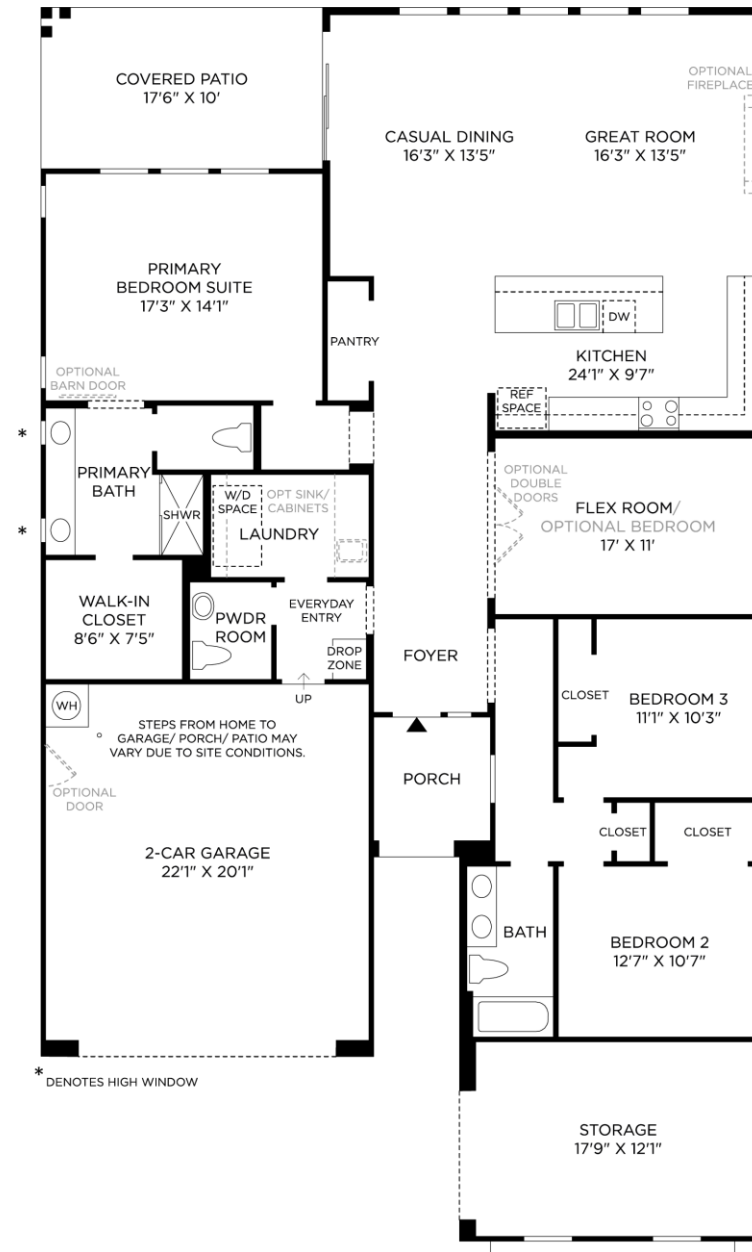 COVERED PATIO
17'6" X 10'
OPTIONAL
FIREPLACE
CASUAL DINING
16'3" X 13'5"
GREAT ROOM
16'3" X 13'5"
PRIMARY
BEDROOM SUITE
17'3" X 14'1"
PANTRY
DW
KITCHEN
24'1" X 9'7"
REF
SPACE
OPTIONAL
BARN DOOR
*
*
PRIMARY
BATH
SHWR
W/D
SPACE
OPT SINK/
CABINETS
LAUNDRY
OPTIONAL
DOUBLE
DOORS
FLEX ROOM/
OPTIONAL BEDROOM
17' X 11'
WALK-IN
CLOSET
8'6" X 7'5"
PWDR
ROOM
EVERYDAY
ENTRY
DROP
ZONE
UP
FOYER
CLOSET
BEDROOM 3
11'1" X 10'3"
WH
STEPS FROM HOME TO
GARAGE/ PORCH/ PATIO MAY
VARY DUE TO SITE CONDITIONS.
OPTIONAL
DOOR
PORCH
2-CAR GARAGE
22'1" X 20'1"
CLOSET
CLOSET
BATH
BEDROOM 2
12'7" X 10'7"
* DENOTES HIGH WINDOW
STORAGE
17'9" X 12'1"